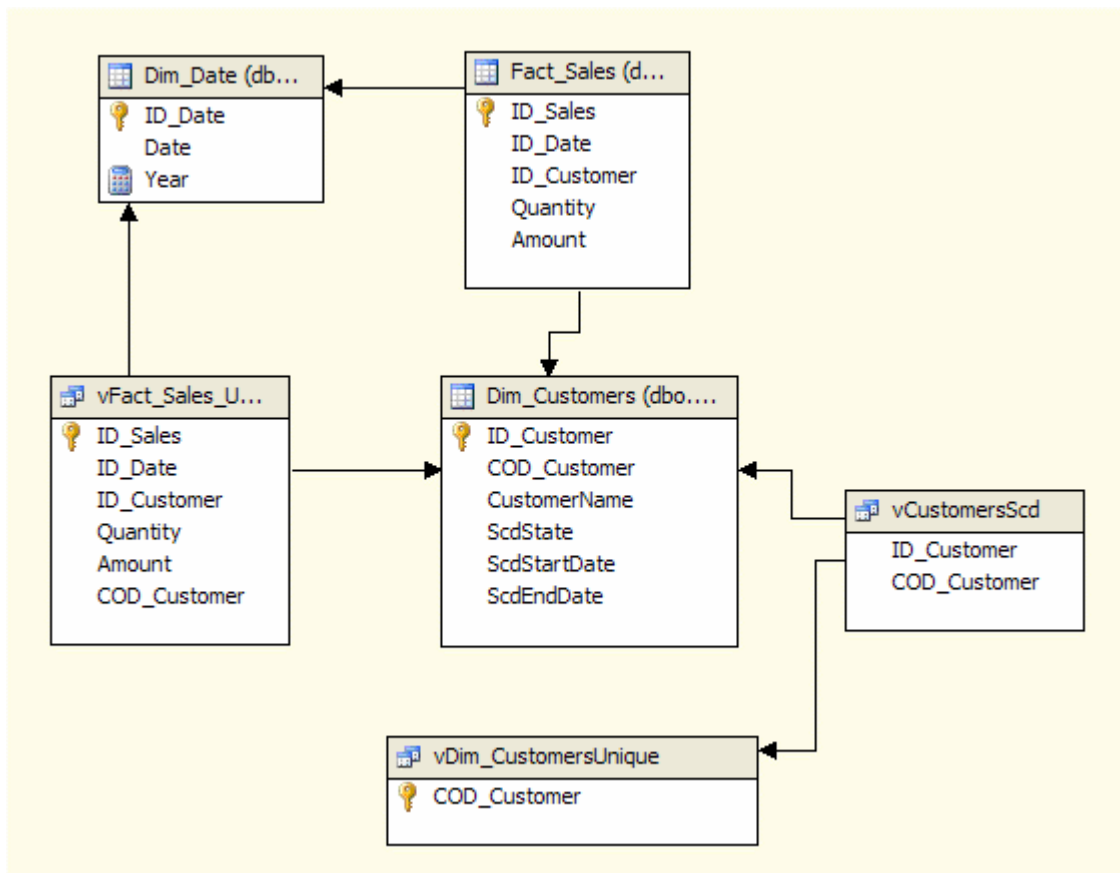 Dim_Date (db...
ID_Date
Date
Year
Fact_Sales (d...
ID_Sales
ID_Date
ID_Customer
Quantity
Amount
vFact_Sales_U...
ID_Sales
ID_Date
ID_Customer
Quantity
Amount
COD_Customer
Dim_Customers (dbo....
ID_Customer
COD_Customer
CustomerName
ScdState
ScdStartDate
ScdEndDate
vCustomersScd
ID_Customer
COD_Customer
vDim_CustomersUnique
COD_Customer